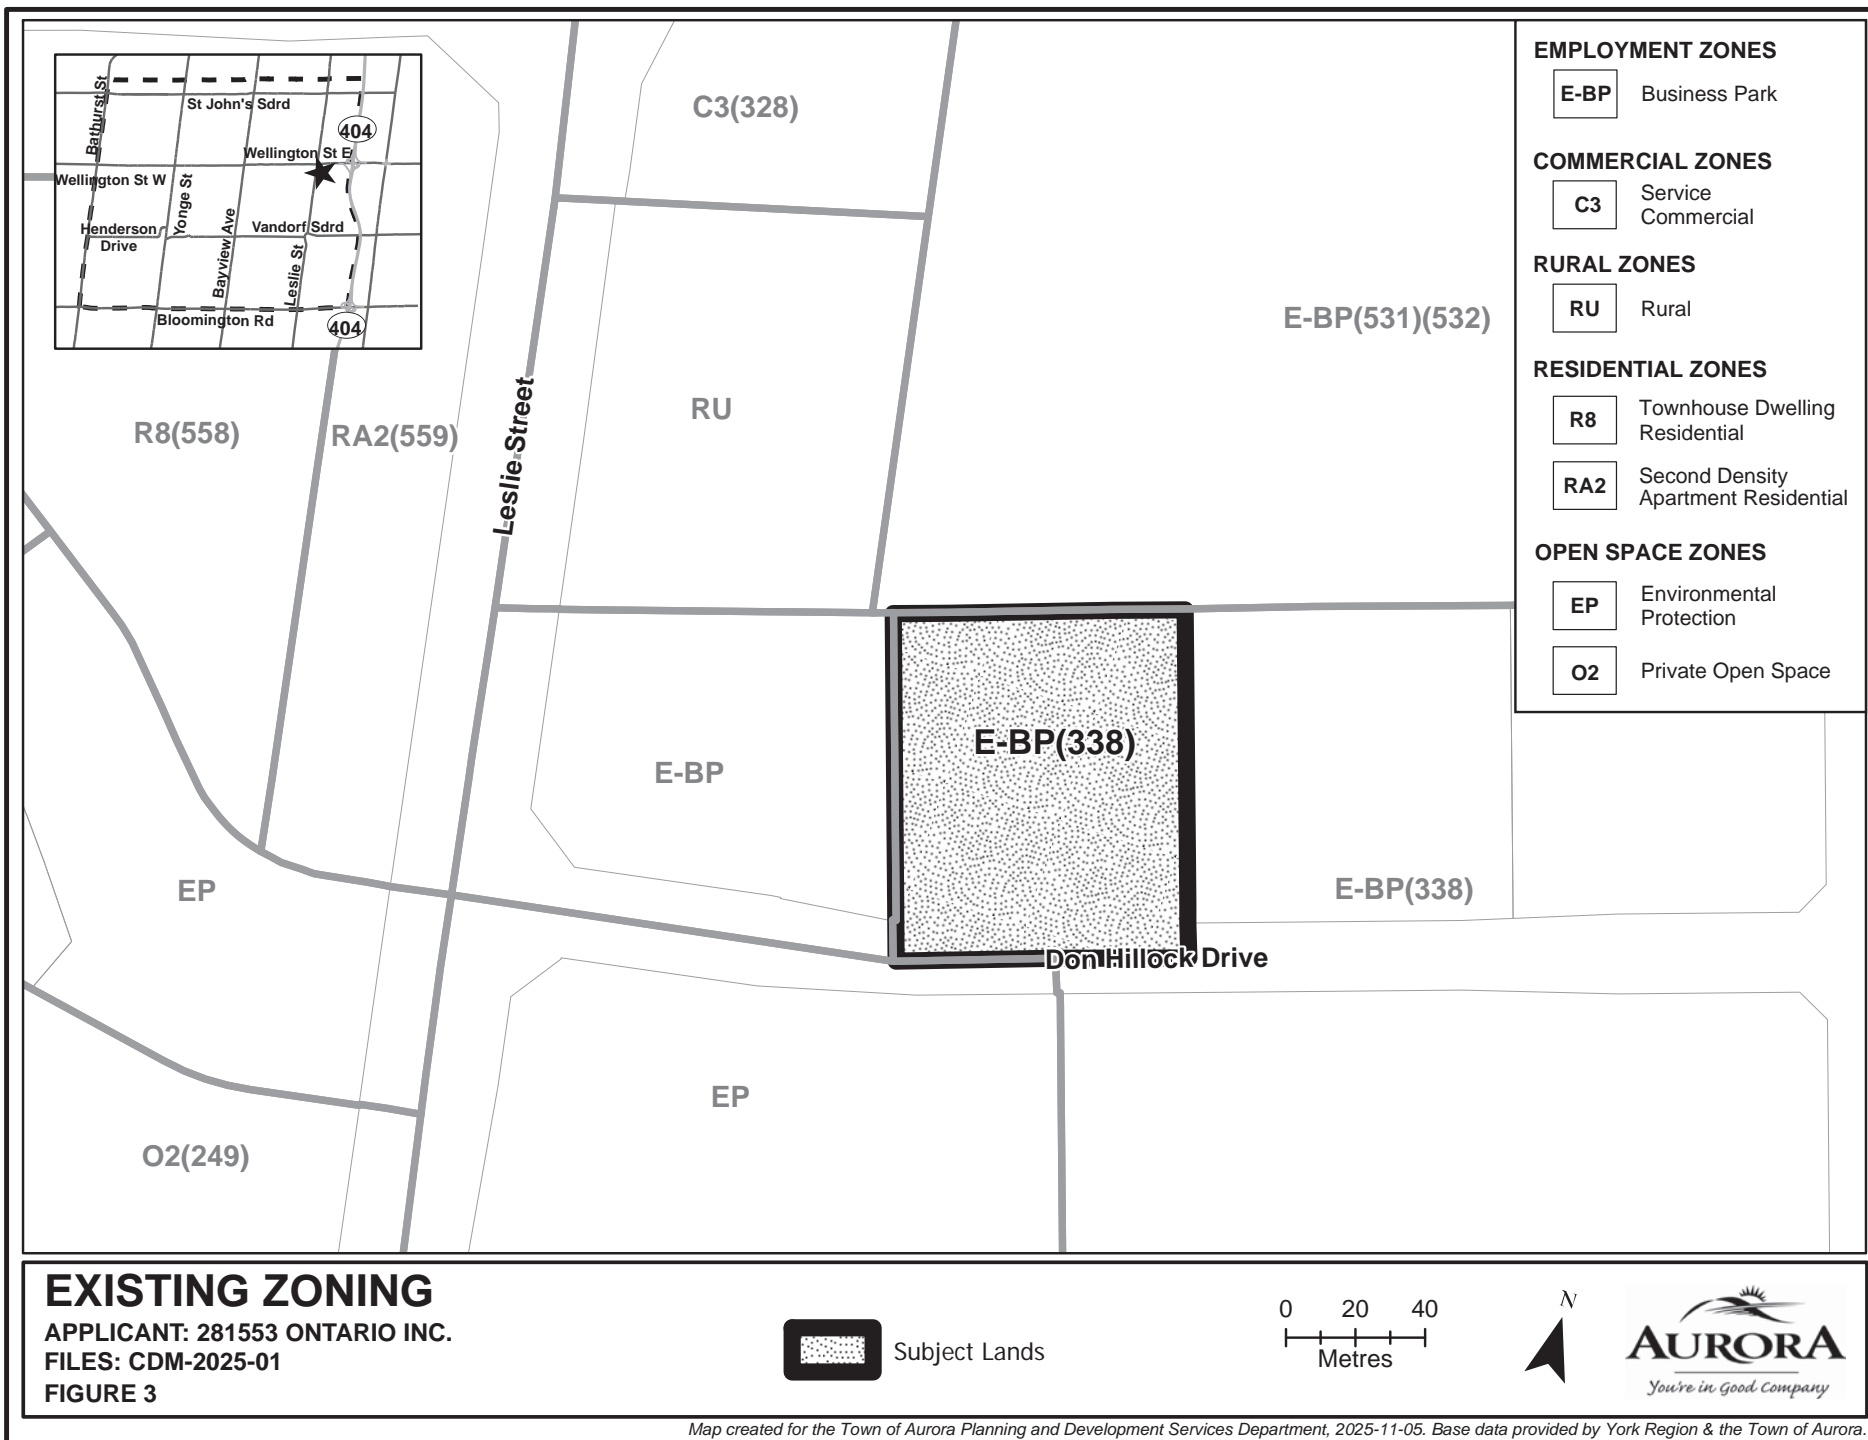 Bathurst St
St John's Sdrd
404
Wellington St E
Wellington St W
Yonge St
Henderson
Drive
Bayview Ave
Vandorf Sdrd
Leslie St
Bloomington Rd
404
C3(328)
E-BP(531)(532)
RU
R8(558)
RA2(559)
Leslie Street
E-BP(338)
E-BP
E-BP(338)
EP
Don Hillock Drive
EP
O2(249)
EMPLOYMENT ZONES
E-BP Business Park
COMMERCIAL ZONES
C3 Service
Commercial
RURAL ZONES
RU Rural
RESIDENTIAL ZONES
R8 Townhouse Dwelling
Residential
RA2 Second Density
Apartment Residential
OPEN SPACE ZONES
EP Environmental
Protection
O2 Private Open Space
EXISTING ZONING
APPLICANT: 281553 ONTARIO INC.
FILES: CDM-2025-01
FIGURE 3
Subject Lands
0 20 40
Metres
N
AURORA
You're in Good Company
Map created for the Town of Aurora Planning and Development Services Department, 2025-11-05. Base data provided by York Region & the Town of Aurora.